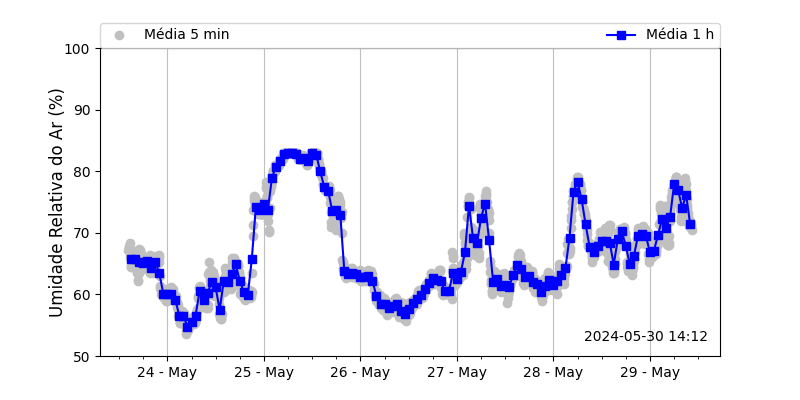 Média 5 min
Média 1 h
Umidade Relativa do Ar (%)
100
90
80
70
60
50
2024-05-30 14:12
24 - May
25 - May
26 - May
27 - May
28 - May
29 - May